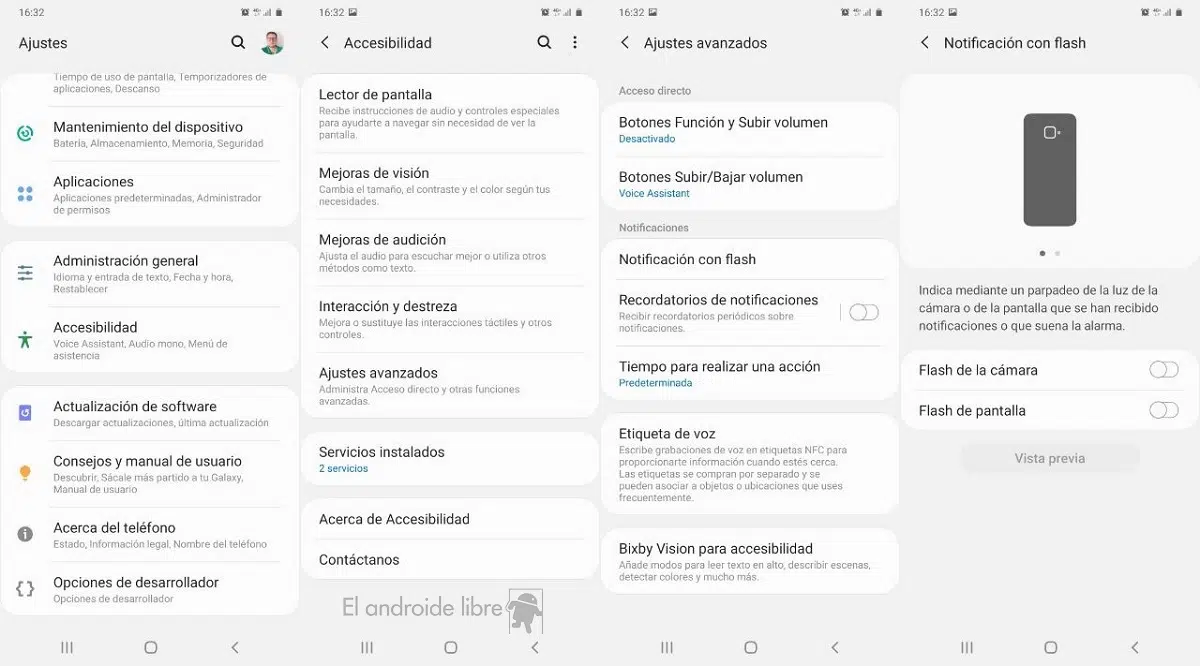 16:32
Ajustes
Tiempo de uso de pantalla, Temporizadores de
aplicaciones, Descanso
Mantenimiento del dispositivo
Batería, Almacenamiento, Memoria, Seguridad
Aplicaciones
Aplicaciones predeterminadas, Administrador
de permisos
Administración general
Idioma y entrada de texto, Fecha y hora,
Restablecer
Accesibilidad
Voice Assistant, Audio mono, Menú de
asistencia
Actualización de software
Descargar actualizaciones, última actualización
Consejos y manual de usuario
Descubrir, Sácale más partido a tu Galaxy,
Manual de usuario
Acerca del teléfono
Estado, Información legal, Nombre del teléfono
Opciones de desarrollador
Opciones de desarrollador
16:32
Accesibilidad
Lector de pantalla
Recibe instrucciones de audio y controles especiales
para ayudarte a navegar sin necesidad de ver la
pantalla.
Mejoras de visión
Cambia el tamaño, el contraste y el color según tus
necesidades.
Mejoras de audición
Ajusta el audio para escuchar mejor o utiliza otros
métodos como texto.
Interacción y destreza
Mejora o sustituye las interacciones táctiles y otros
controles.
Ajustes avanzados
Administra Acceso directo y otras funciones
avanzadas.
Servicios instalados
2 servicios
Acerca de Accesibilidad
Contáctanos
El androide libre
16:32
Ajustes avanzados
Acceso directo
Botones Función y Subir volumen
Desactivado
Botones Subir/Bajar volumen
Voice Assistant
Notificaciones
Notificación con flash
Recordatorios de notificaciones
Recibir recordatorios periódicos sobre
notificaciones.
Tiempo para realizar una acción
Predeterminada
Etiqueta de voz
Escribe grabaciones de voz en etiquetas NFC para
proporcionarte información cuando estés cerca.
Las etiquetas se compran por separado y se
pueden asociar a objetos o ubicaciones que uses
frecuentemente.
Bixby Vision para accesibilidad
Añade modos para leer texto en alto, describir escenas,
detectar colores y mucho más.
16:32
Notificación con flash
Indica mediante un parpadeo de la luz de la
cámara o de la pantalla que se han recibido
notificaciones o que suena la alarma.
Flash de la cámara
Flash de pantalla
Vista previa